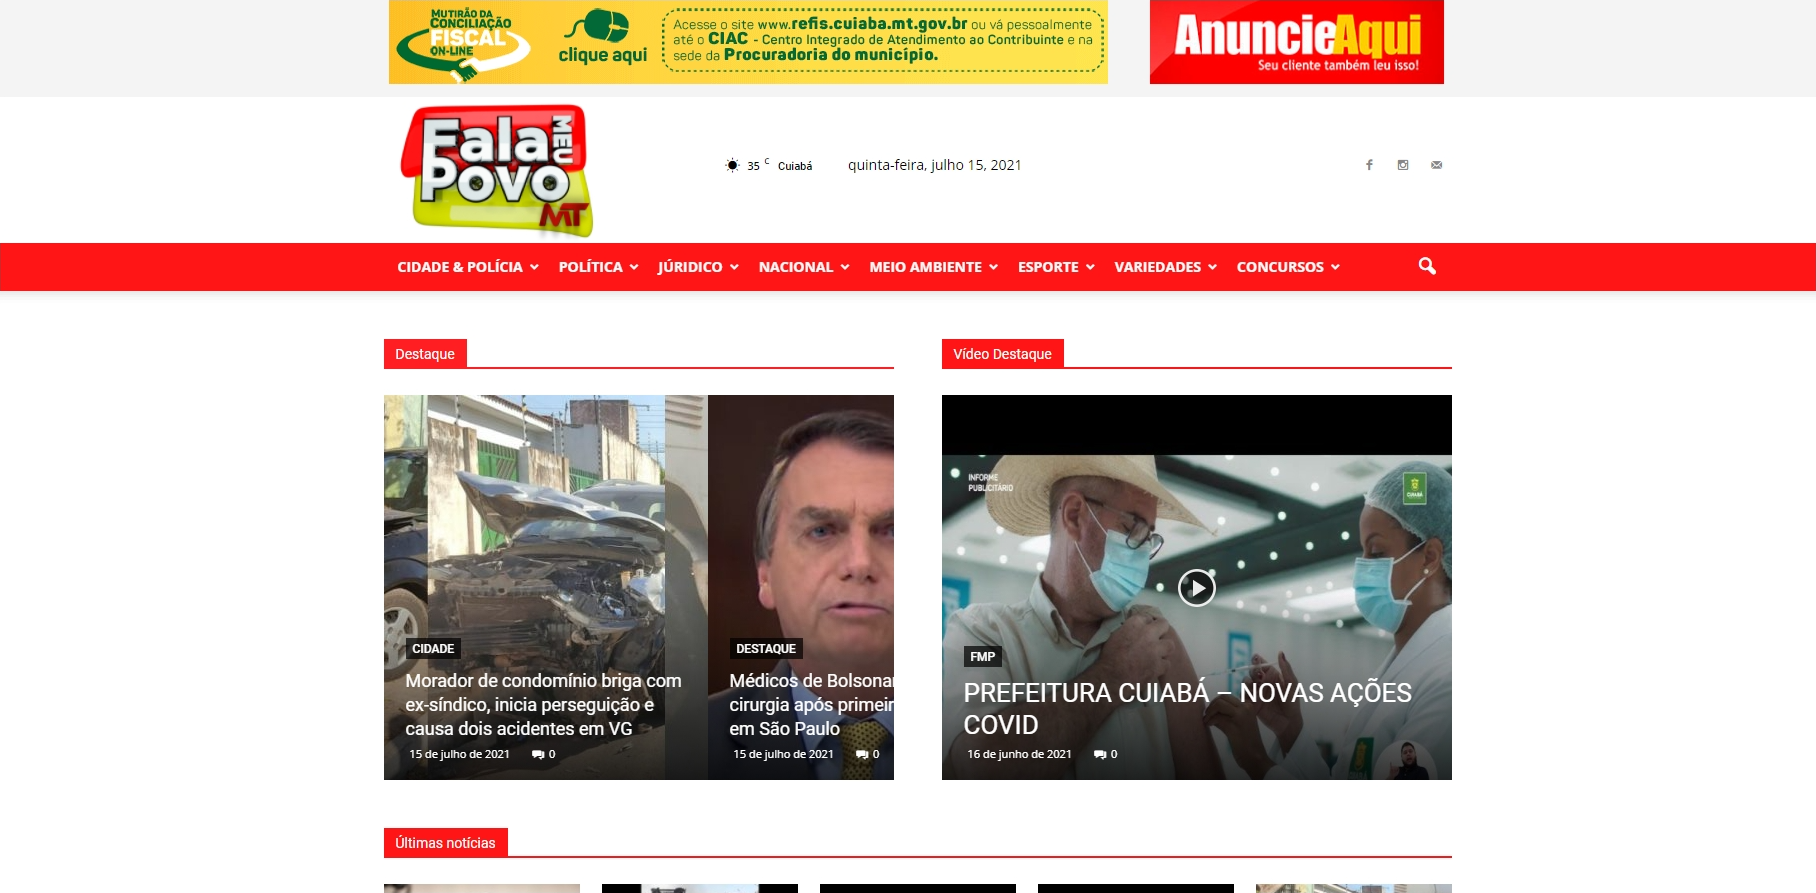 MUTIRÃO DA
CONCILIAÇÃO
FISCAL
ON-LINE
clique aqui
Acesse o site www.refis.cuiaba.mt.gov.br ou vá pessoalmente
até o CIAC - Centro Integrado de Atendimento ao Contribuinte e na
sede da Procuradoria do município.
AnuncieAqui
Seu cliente também leu isso!
Fala MEU
Povo
MT
35 C Cuiabá
quinta-feira, julho 15, 2021
CIDADE & POLÍCIA POLÍTICA JÚRIDICO NACIONAL MEIO AMBIENTE ESPORTE VARIEDADES CONCURSOS
Destaque
CIDADE
Morador de condomínio briga com
ex-síndico, inicia perseguição e
causa dois acidentes em VG
15 de julho de 2021 0
DESTAQUE
Médicos de Bolsonar
cirurgia após primeir
em São Paulo
15 de julho de 2021 0
Vídeo Destaque
INFORME
PUBLICITÁRIO
CUIABÁ
FMP
PREFEITURA CUIABÁ – NOVAS AÇÕES
COVID
16 de junho de 2021 0
Últimas notícias